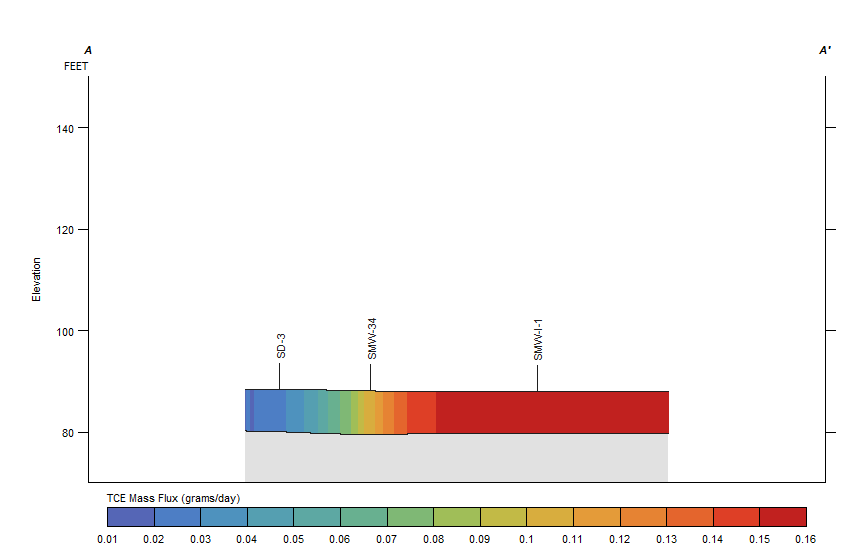 A A'
FEET
140
120
Elevation
SD-3 SMW-34 SMW-I-1
100
80
TCE Mass Flux (grams/day)
0.01 0.02 0.03 0.04 0.05 0.06 0.07 0.08 0.09 0.1 0.11 0.12 0.13 0.14 0.15 0.16